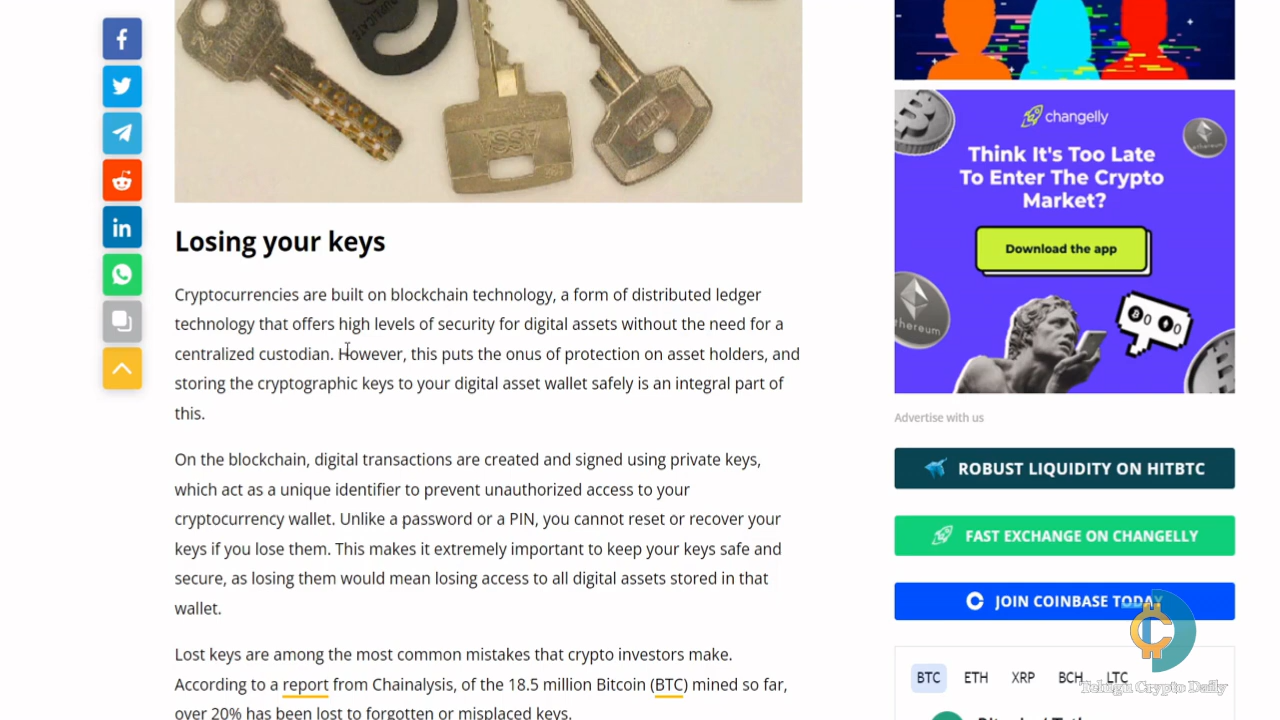 DUPLICATE
changelly
Think It's Too Late
To Enter The Crypto
Market?
Download the app
ethereum
thereum
Advertise with us
Losing your keys
Cryptocurrencies are built on blockchain technology, a form of distributed ledger
technology that offers high levels of security for digital assets without the need for a
centralized custodian. However, this puts the onus of protection on asset holders, and
storing the cryptographic keys to your digital asset wallet safely is an integral part of
this.
On the blockchain, digital transactions are created and signed using private keys,
which act as a unique identifier to prevent unauthorized access to your
cryptocurrency wallet. Unlike a password or a PIN, you cannot reset or recover your
keys if you lose them. This makes it extremely important to keep your keys safe and
secure, as losing them would mean losing access to all digital assets stored in that
wallet.
Lost keys are among the most common mistakes that crypto investors make.
According to a report from Chainalysis, of the 18.5 million Bitcoin (BTC) mined so far,
over 20% has been lost to forgotten or misplaced keys.
ROBUST LIQUIDITY ON HITBTC
FAST EXCHANGE ON CHANGELLY
JOIN COINBASE TODAY
BTC ETH XRP BCH LTC
Telugu Crypto Daily